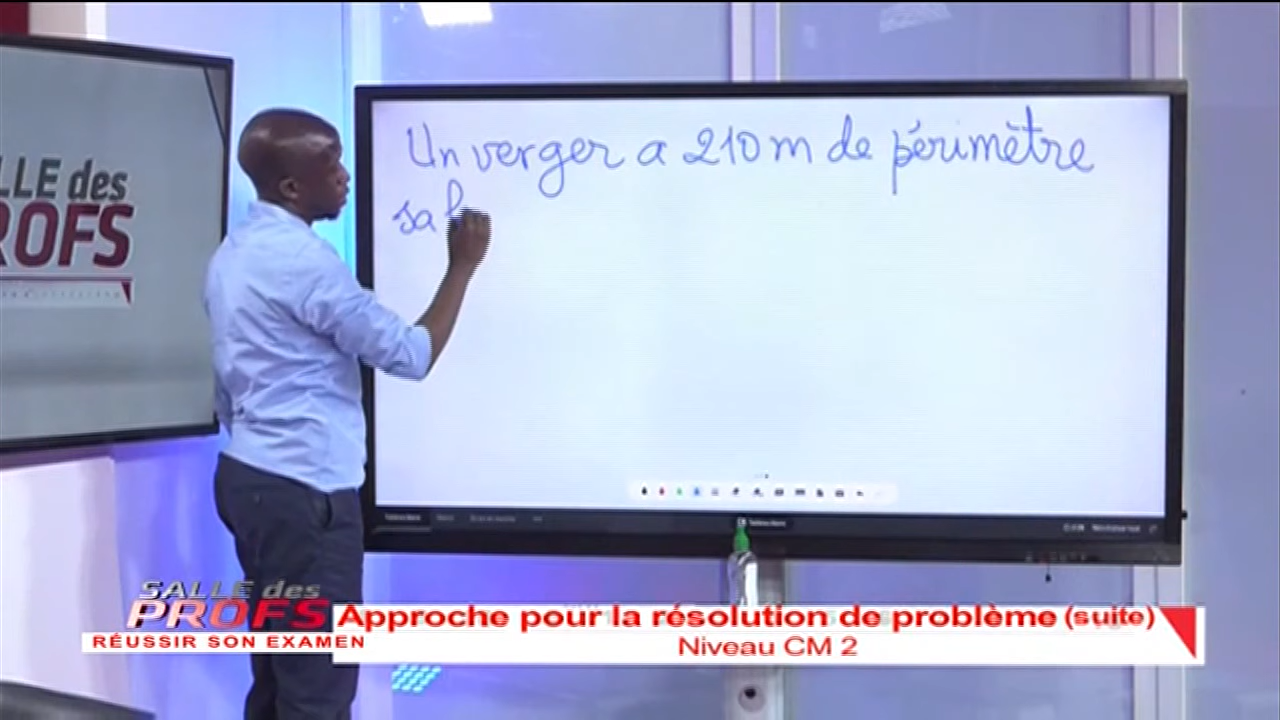 Un verger a 210 m de périmètre
sa l
LLE des
ROFS
SALLE des
PROFS
RÉUSSIR SON EXAMEN
Approche pour la résolution de problème (suite)
Niveau CM 2